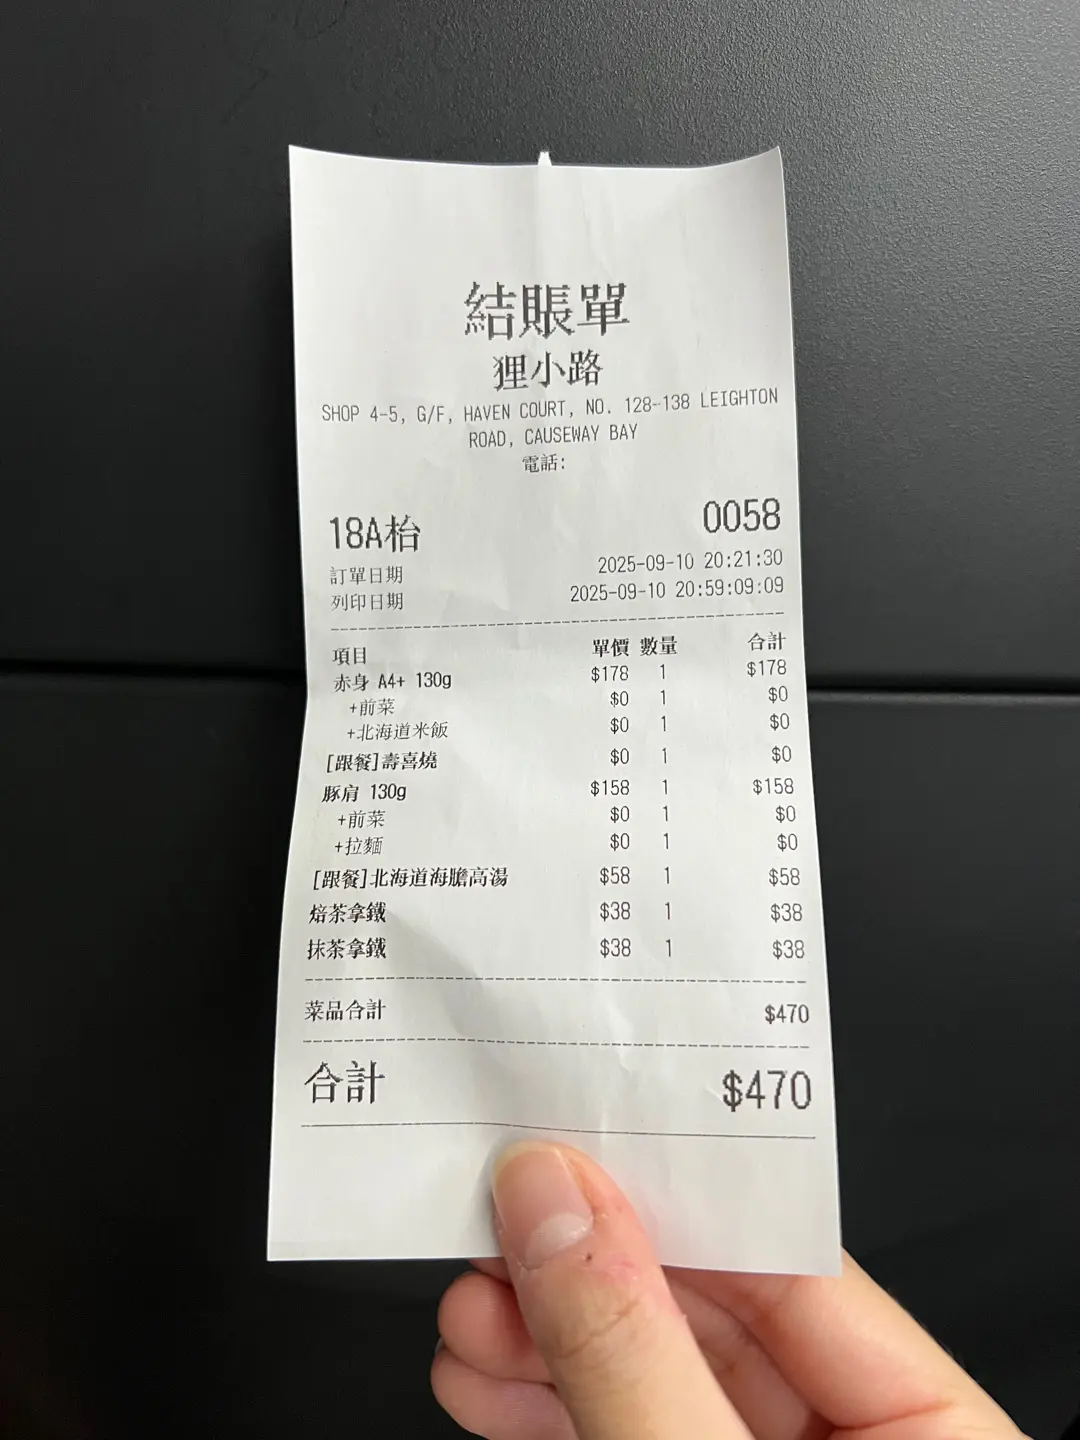 結賬單
狸小路
SHOP 4-5, G/F, HAVEN COURT, NO. 128-138 LEIGHTON
ROAD, CAUSEWAY BAY
電話:
18A枱 0058
訂單日期 2025-09-10 20:21:30
列印日期 2025-09-10 20:59:09:09
項目 單價 數量 合計
赤身 A4+ 130g $178 1 $178
+前菜 $0 1 $0
+北海道米飯 $0 1 $0
[跟餐]壽喜燒 $0 1 $0
豚肩 130g $158 1 $158
+前菜 $0 1 $0
+拉麵 $0 1 $0
[跟餐]北海道海膽高湯 $58 1 $58
焙茶拿鐵 $38 1 $38
抹茶拿鐵 $38 1 $38
菜品合計 $470
合計 $470